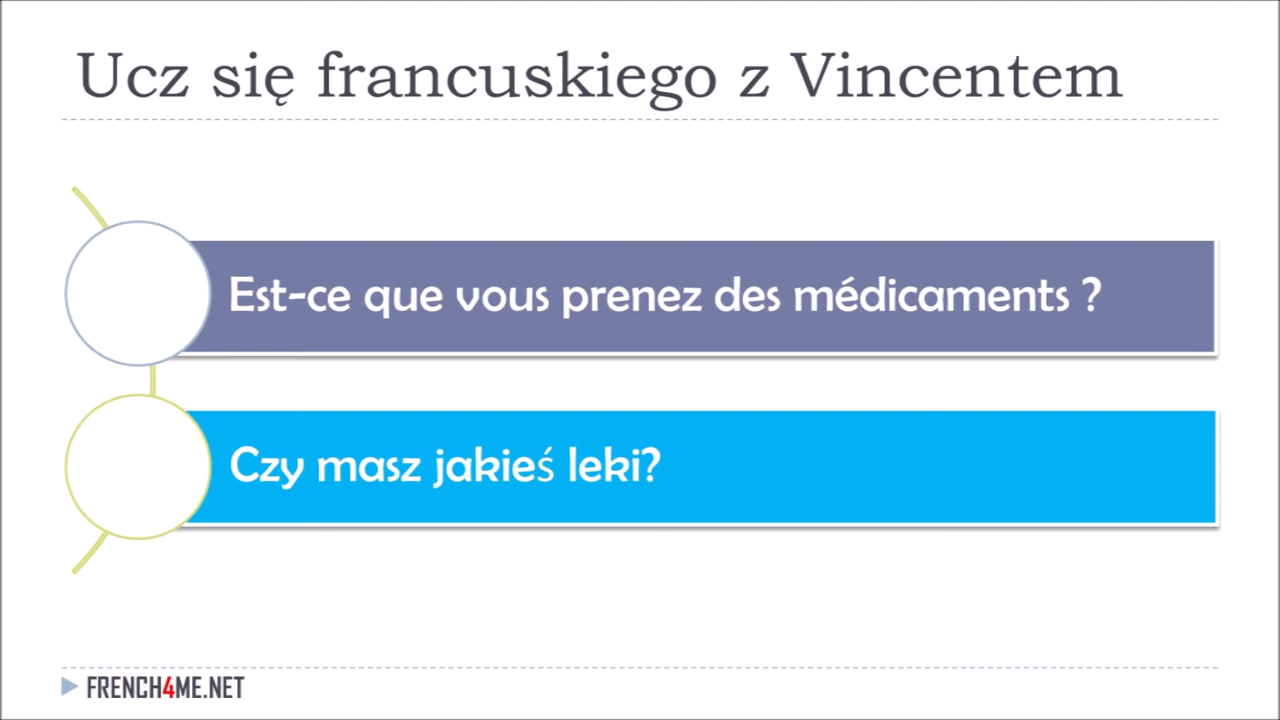 Ucz się francuskiego z Vincentem
Est-ce que vous prenez des médicaments ?
Czy masz jakieś leki?
FRENCH4ME.NET